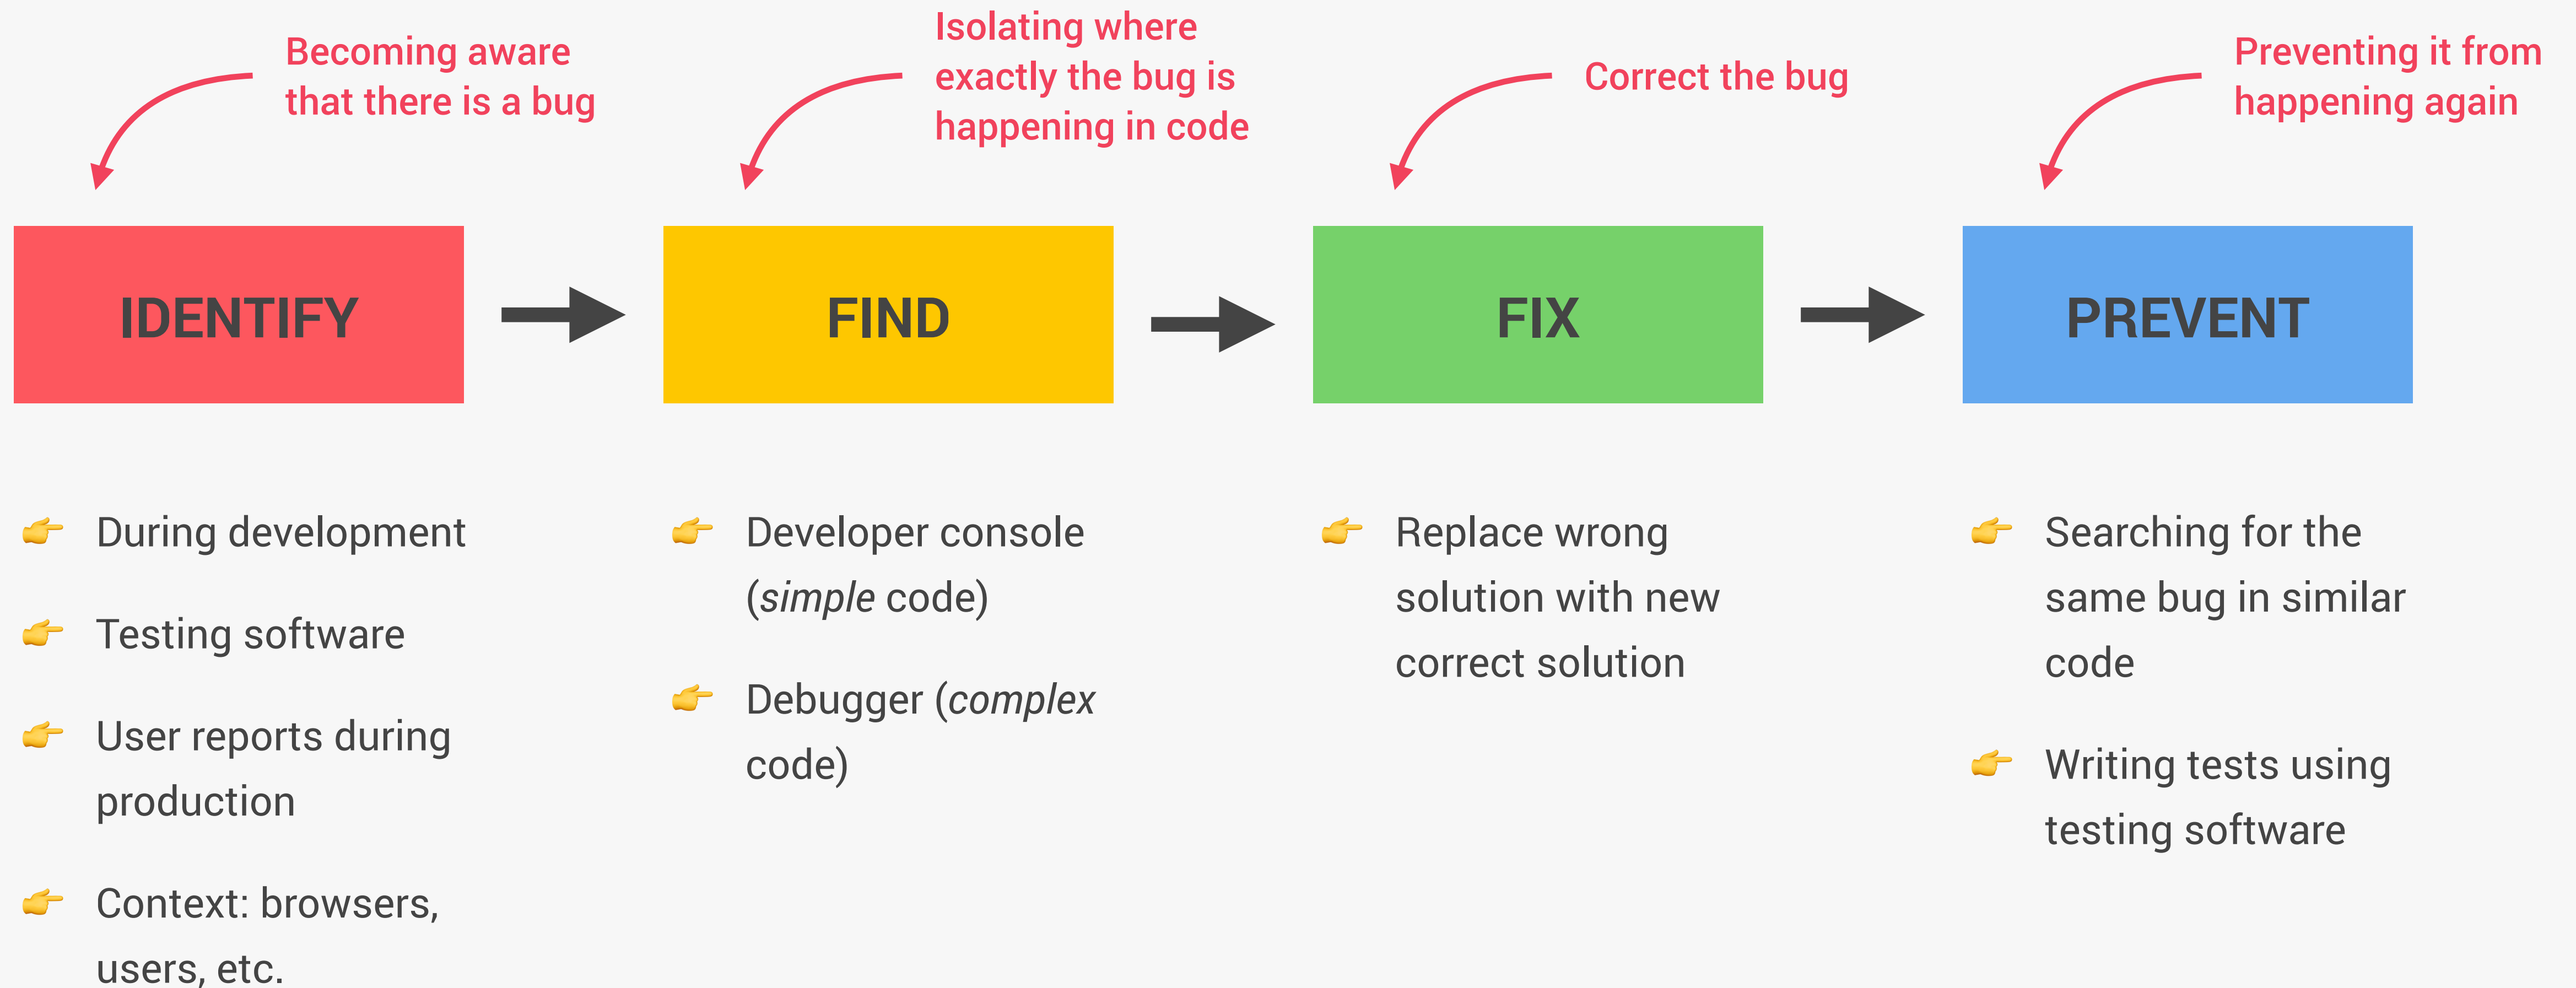 Becoming aware
that there is a bug
Isolating where
exactly the bug is
happening in code
Correct the bug
Preventing it from
happening again
IDENTIFY
FIND
FIX
PREVENT
During development
Testing software
User reports during
production
Context: browsers,
users, etc.
Developer console
(simple code)
Debugger (complex
code)
Replace wrong
solution with new
correct solution
Searching for the
same bug in similar
code
Writing tests using
testing software